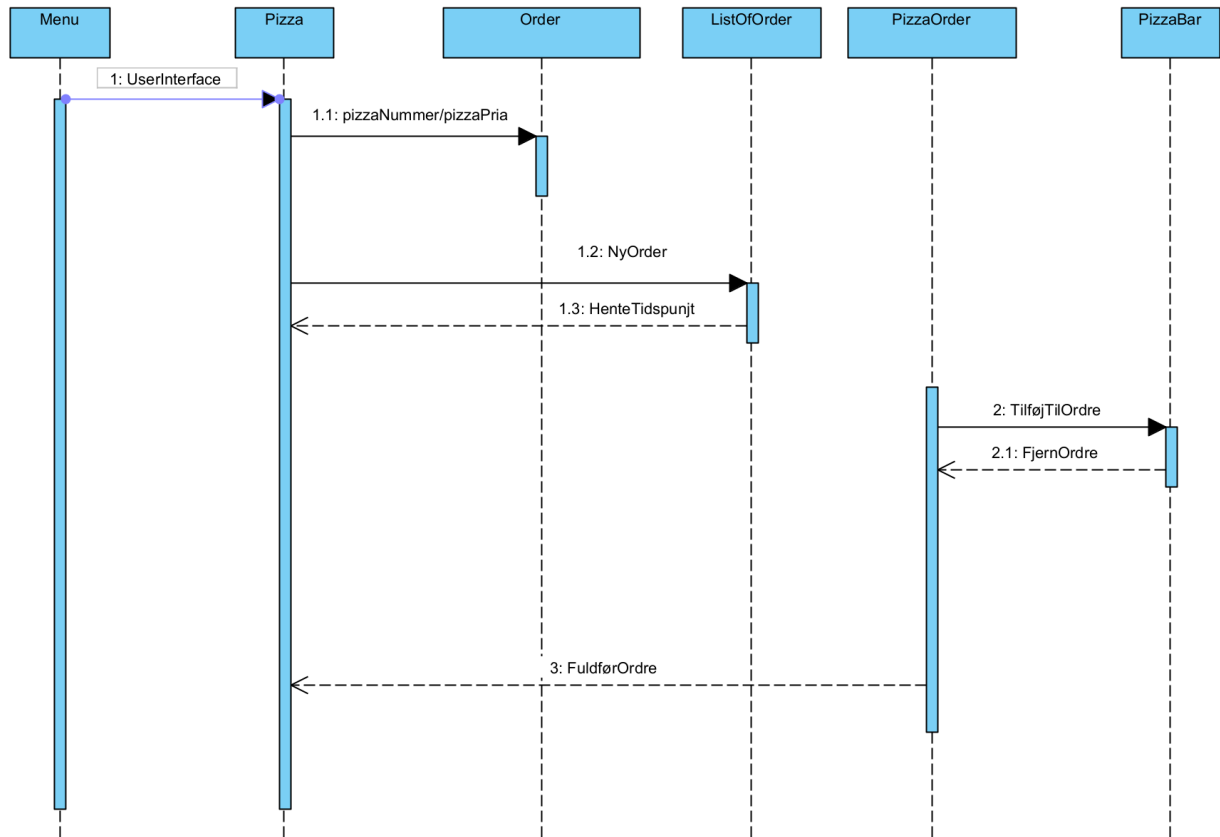 Menu
Pizza
Order
ListOfOrder
PizzaOrder
PizzaBar
1: UserInterface
1.1: pizzaNummer/pizzaPria
1.2: NyOrder
1.3: HenteTidspunjt
2: TilføjTilOrdre
2.1: FjernOrdre
3: FuldførOrdre